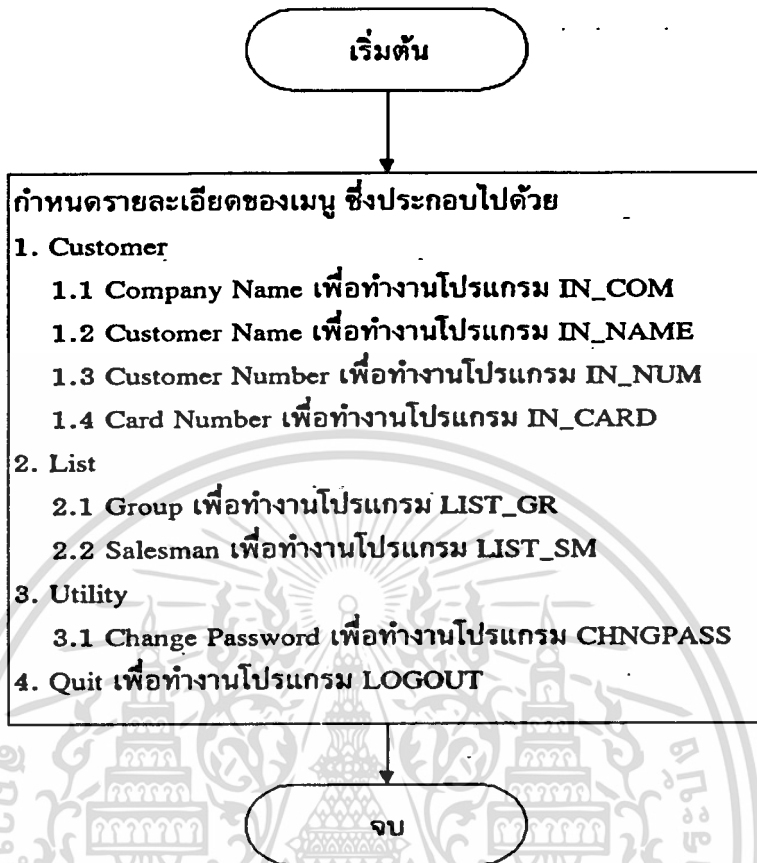 เริ่มต้น
กำหนดรายละเอียดของเมนู ซึ่งประกอบไปด้วย
1. Customer
1.1 Company Name เพื่อทำงานโปรแกรม IN_COM
1.2 Customer Name เพื่อทำงานโปรแกรม IN_NAME
1.3 Customer Number เพื่อทำงานโปรแกรม IN_NUM
1.4 Card Number เพื่อทำงานโปรแกรม IN_CARD
2. List
2.1 Group เพื่อทำงานโปรแกรม LIST_GR
2.2 Salesman เพื่อทำงานโปรแกรม LIST_SM
3. Utility
3.1 Change Password เพื่อทำงานโปรแกรม CHNGPASS
4. Quit เพื่อทำงานโปรแกรม LOGOUT
จบ